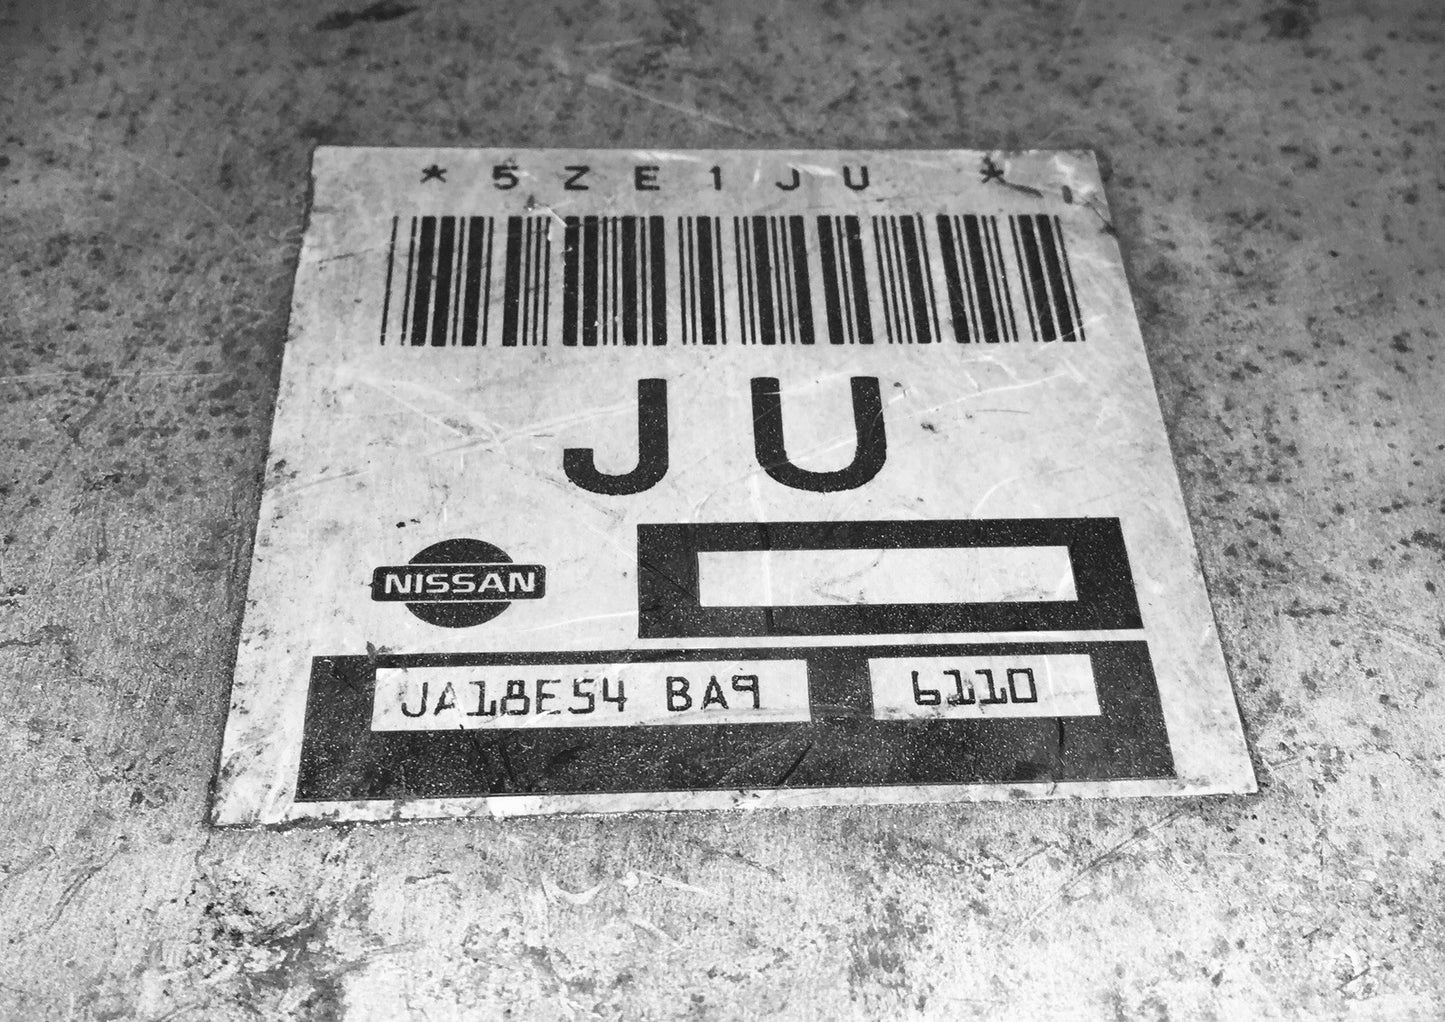 *5ZE1JU *
JU
NISSAN
JA18E54 BA9 6110